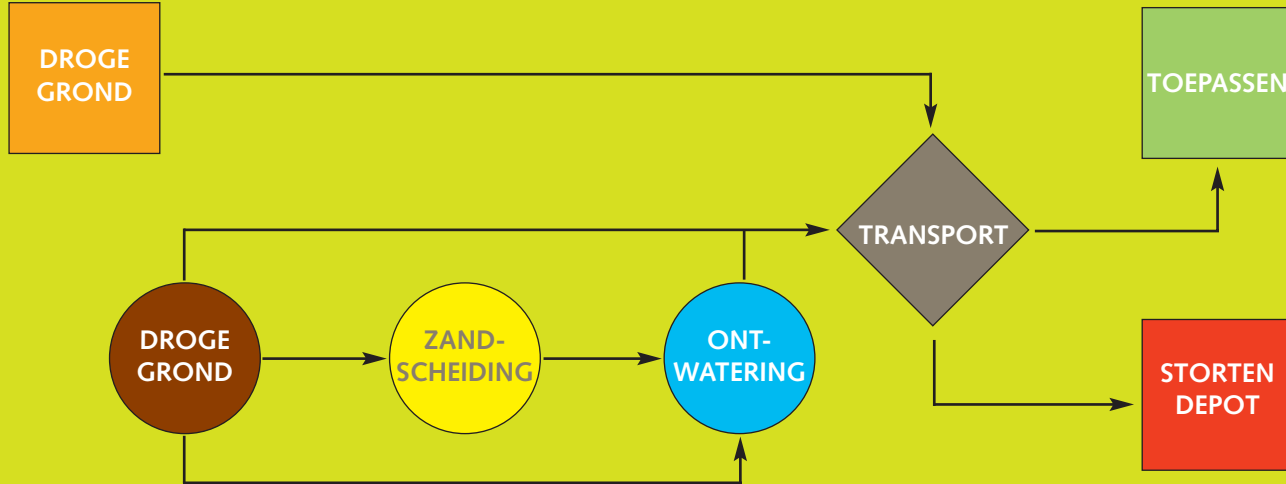 DROGE
GROND
TOEPASSEN
TRANSPORT
DROGE
GROND
ZAND-
SCHEIDING
ONT-
WATERING
STORTEN
DEPOT